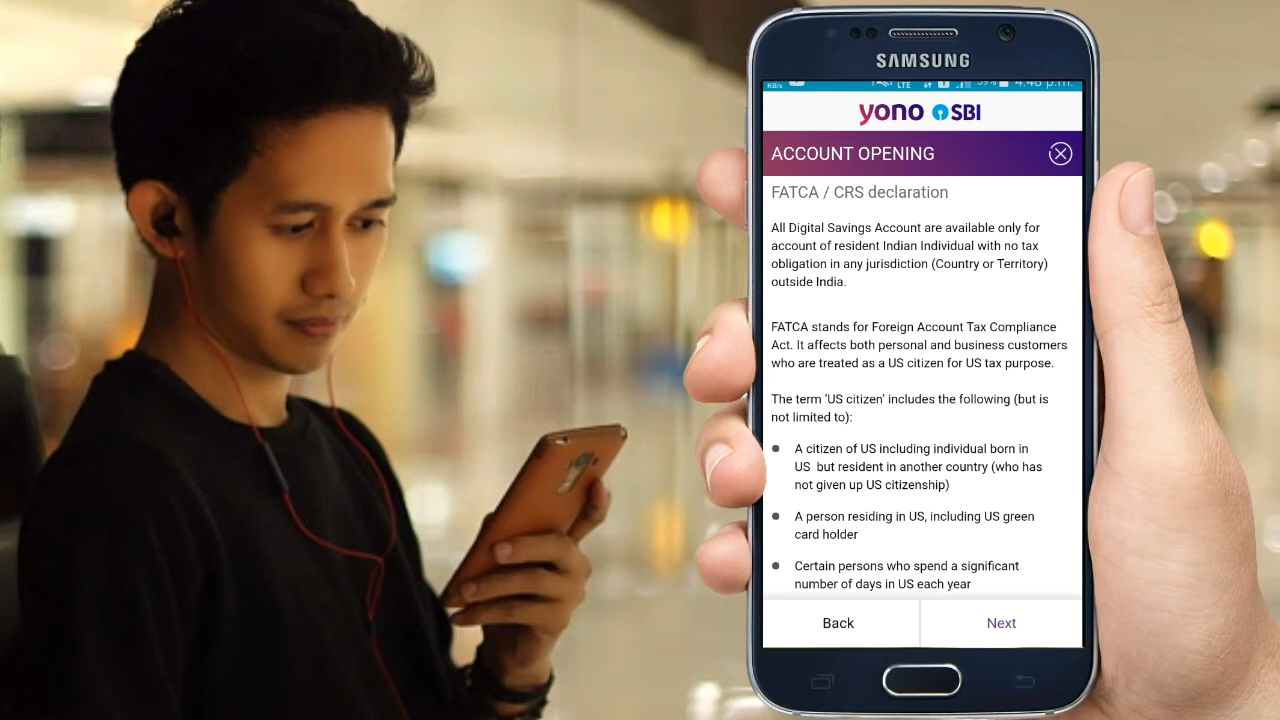 SAMSUNG
KB/s LTE 59% 4:48 p.m.
yono SBI
ACCOUNT OPENING
FATCA / CRS declaration
All Digital Savings Account are available only for
account of resident Indian Individual with no tax
obligation in any jurisdiction (Country or Territory)
outside India.
FATCA stands for Foreign Account Tax Compliance
Act. It affects both personal and business customers
who are treated as a US citizen for US tax purpose.
The term ‘US citizen’ includes the following (but is
not limited to):
A citizen of US including individual born in
US but resident in another country (who has
not given up US citizenship)
A person residing in US, including US green
card holder
Certain persons who spend a significant
number of days in US each year
Back Next